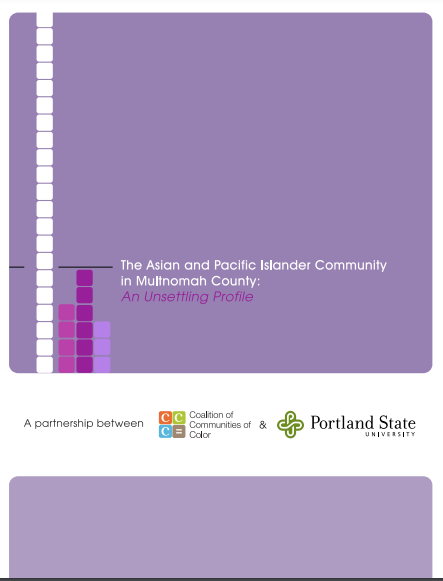 The Asian and Pacific Islander Community
in Multnomah County:
An Unsettling Profile
A partnership between
C C
C =
Coalition of
Communities of
Color
&
Portland State
UNIVERSITY